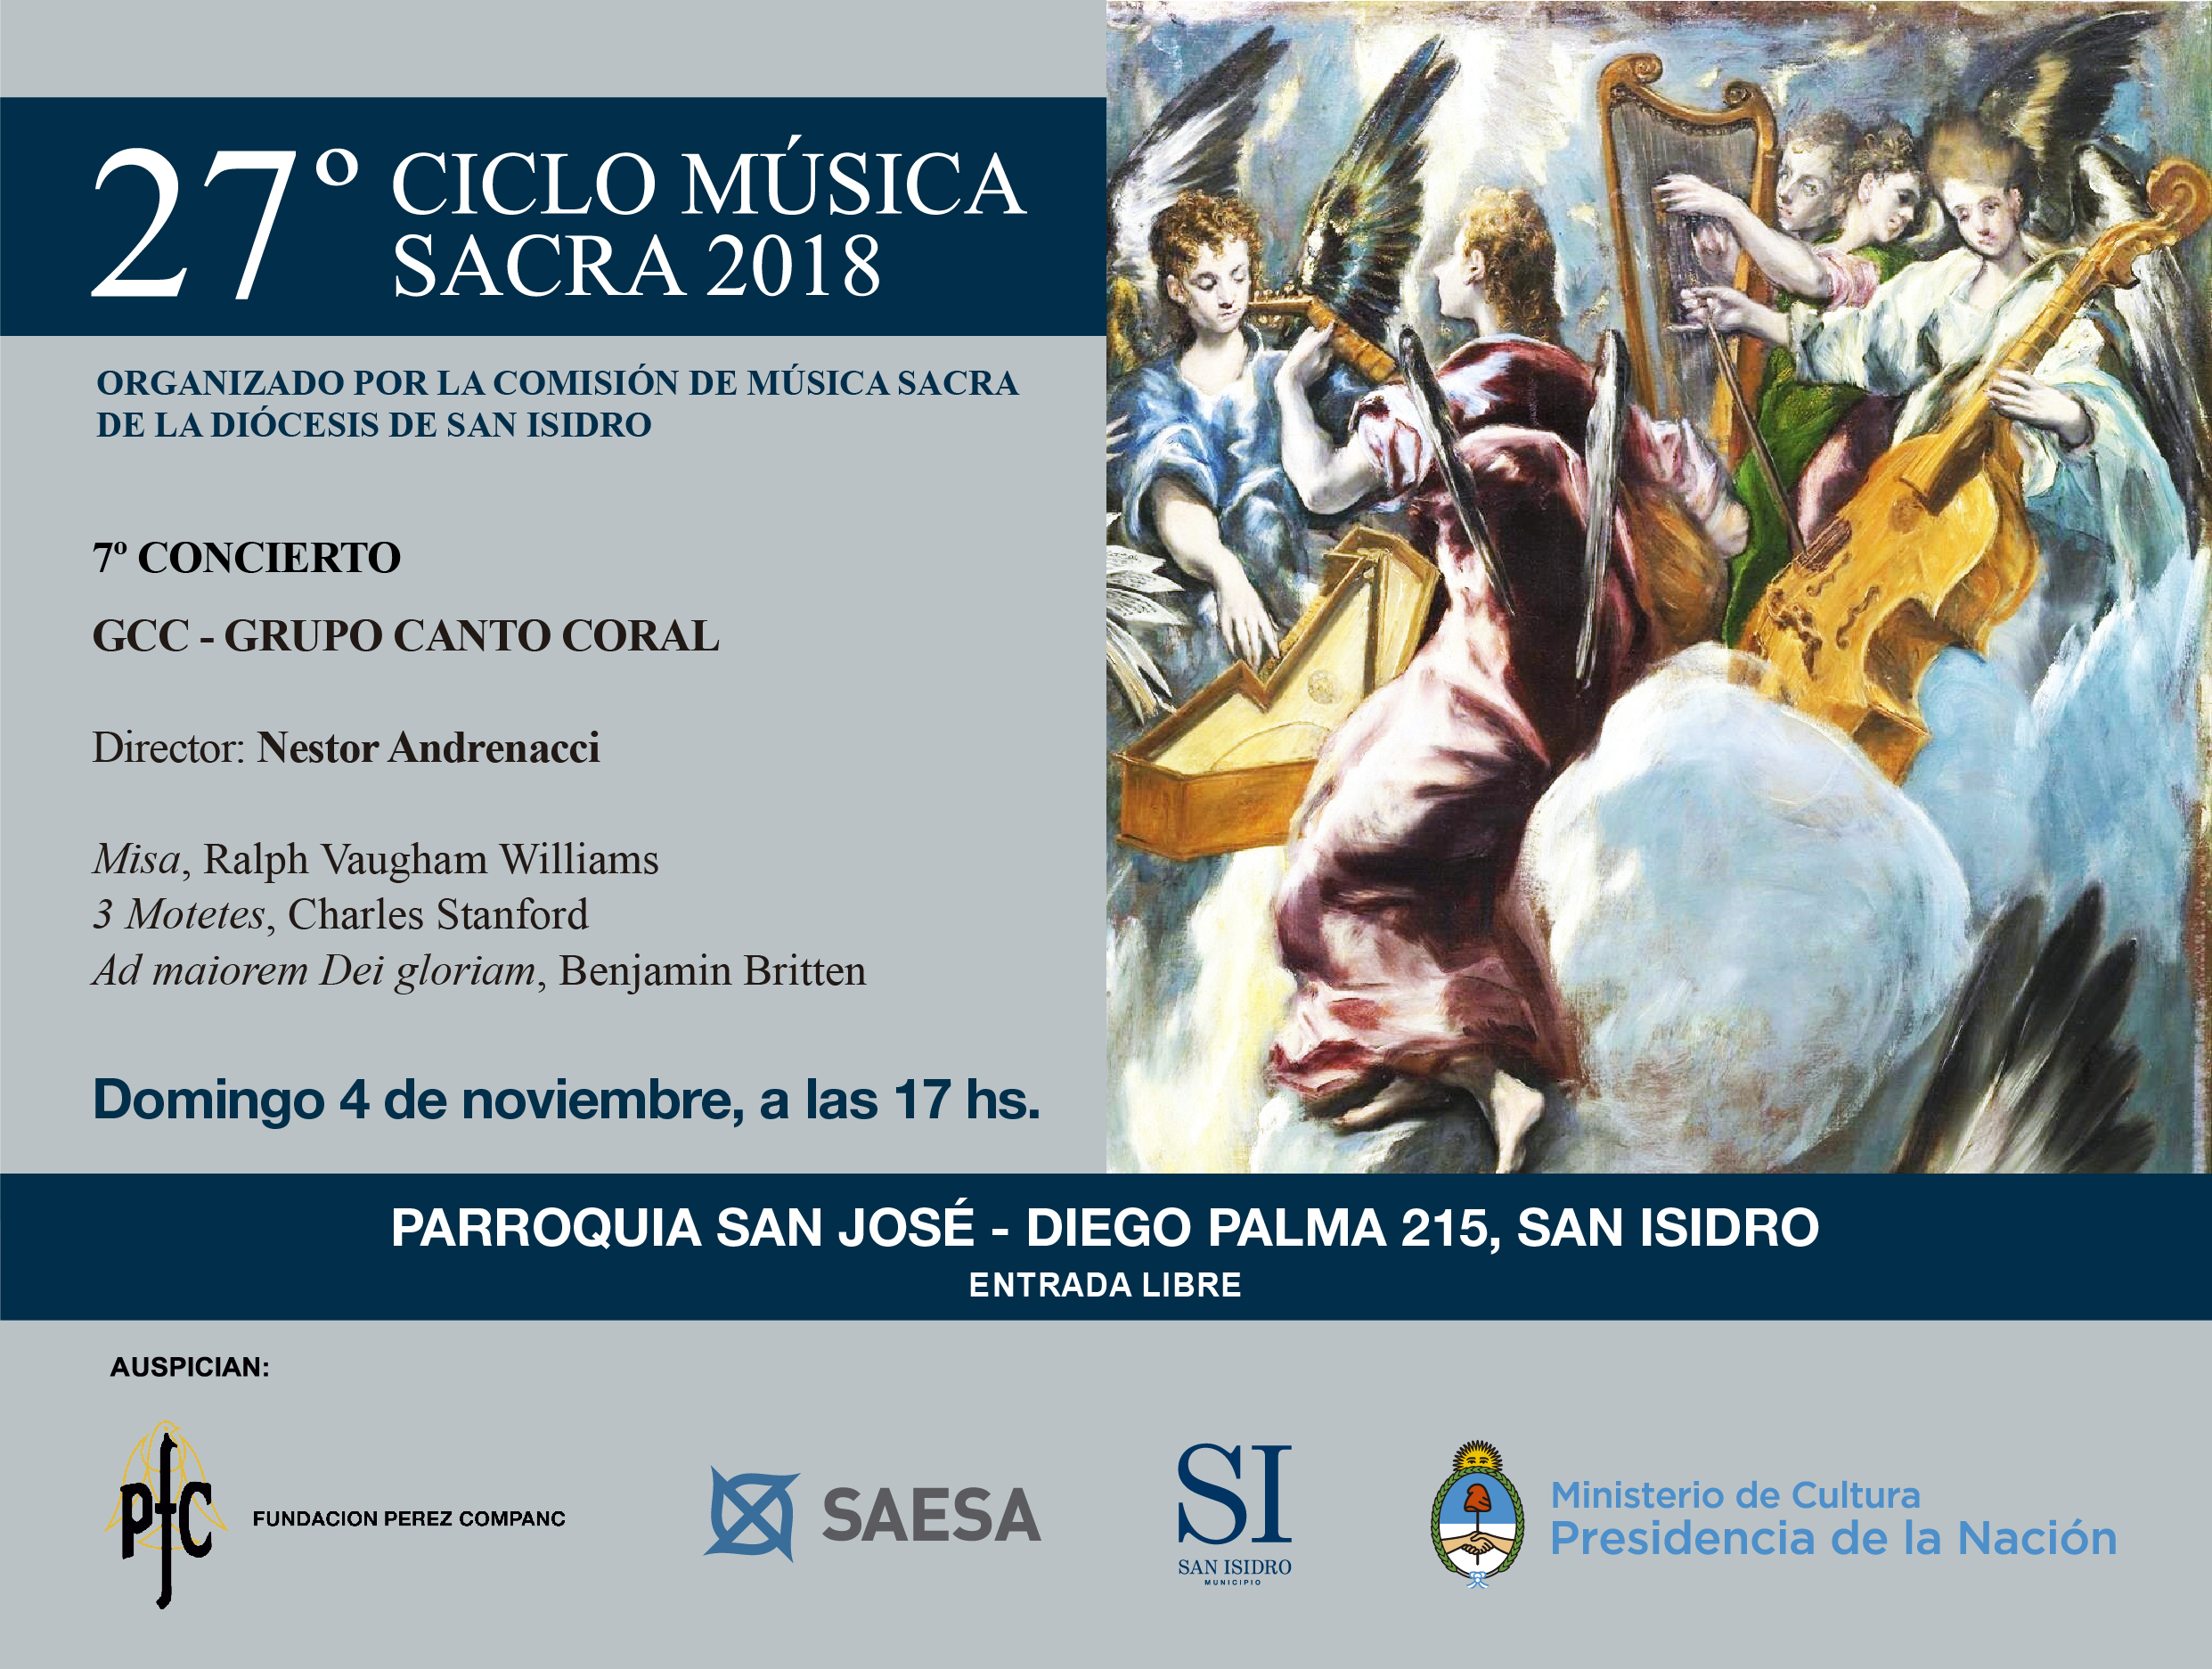 27º CICLO MÚSICA
SACRA 2018
ORGANIZADO POR LA COMISIÓN DE MÚSICA SACRA
DE LA DIÓCESIS DE SAN ISIDRO
7º CONCIERTO
GCC - GRUPO CANTO CORAL
Director: Nestor Andrenacci
Misa, Ralph Vaugham Williams
3 Motetes, Charles Stanford
Ad maiorem Dei gloriam, Benjamin Britten
Domingo 4 de noviembre, a las 17 hs.
PARROQUIA SAN JOSÉ - DIEGO PALMA 215, SAN ISIDRO
ENTRADA LIBRE
AUSPICIAN:
pfc
FUNDACION PEREZ COMPANC
SAESA
SI
SAN ISIDRO
MUNICIPIO
Ministerio de Cultura
Presidencia de la Nación